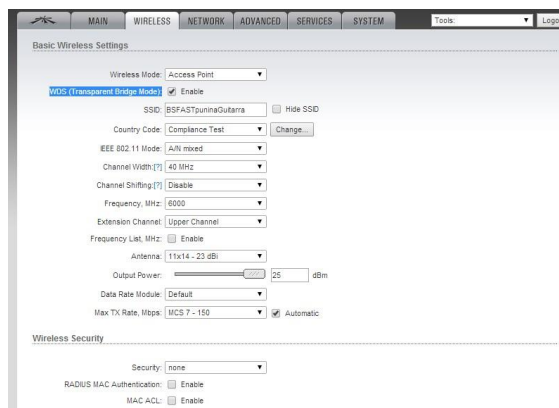 MAIN WIRELESS NETWORK ADVANCED SERVICES SYSTEM Tools: Logo
Basic Wireless Settings
Wireless Mode: Access Point
WDS (Transparent Bridge Mode): Enable
SSID: BSFASTpuninaGuitarra Hide SSID
Country Code: Compliance Test Change...
IEEE 802.11 Mode: A/N mixed
Channel Width:[?] 40 MHz
Channel Shifting:[?] Disable
Frequency, MHz: 6000
Extension Channel: Upper Channel
Frequency List, MHz: Enable
Antenna: 11x14 - 23 dBi
Output Power: 25 dBm
Data Rate Module: Default
Max TX Rate, Mbps: MCS 7 - 150 Automatic
Wireless Security
Security: none
RADIUS MAC Authentication: Enable
MAC ACL: Enable